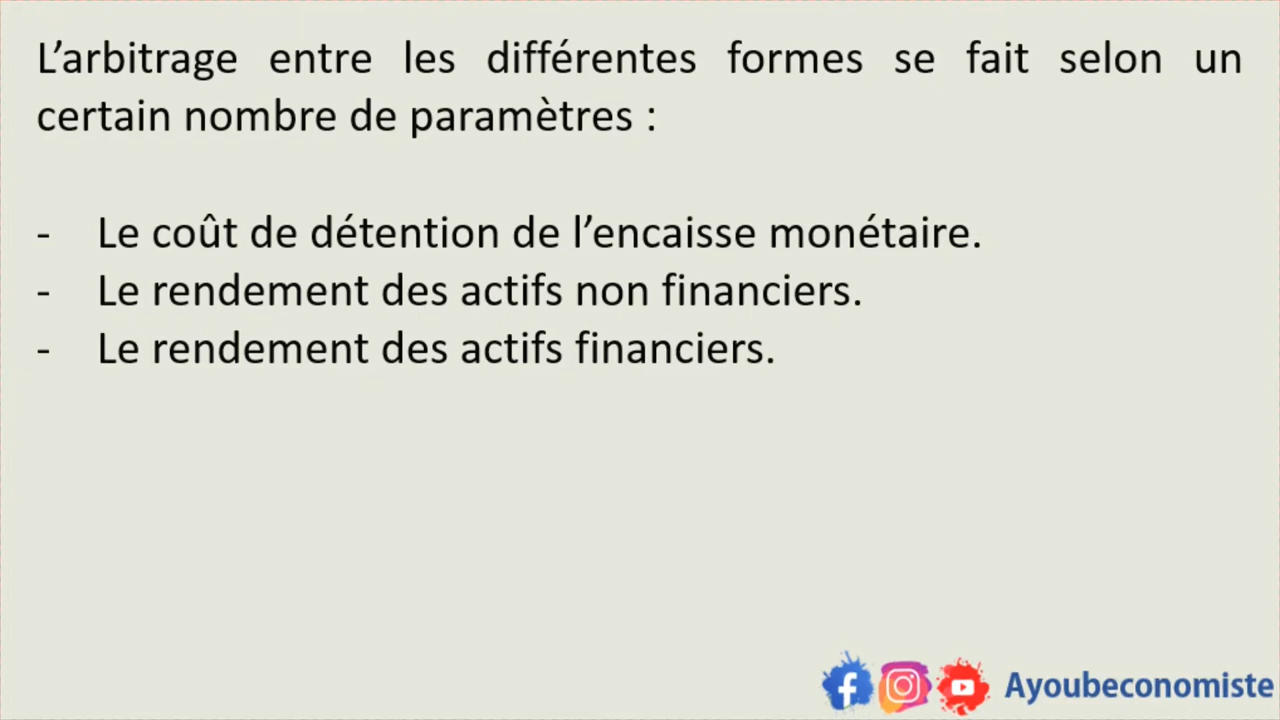 L’arbitrage entre les différentes formes se fait selon un
certain nombre de paramètres :
- Le coût de détention de l’encaisse monétaire.
- Le rendement des actifs non financiers.
- Le rendement des actifs financiers.
Ayoubeconomiste